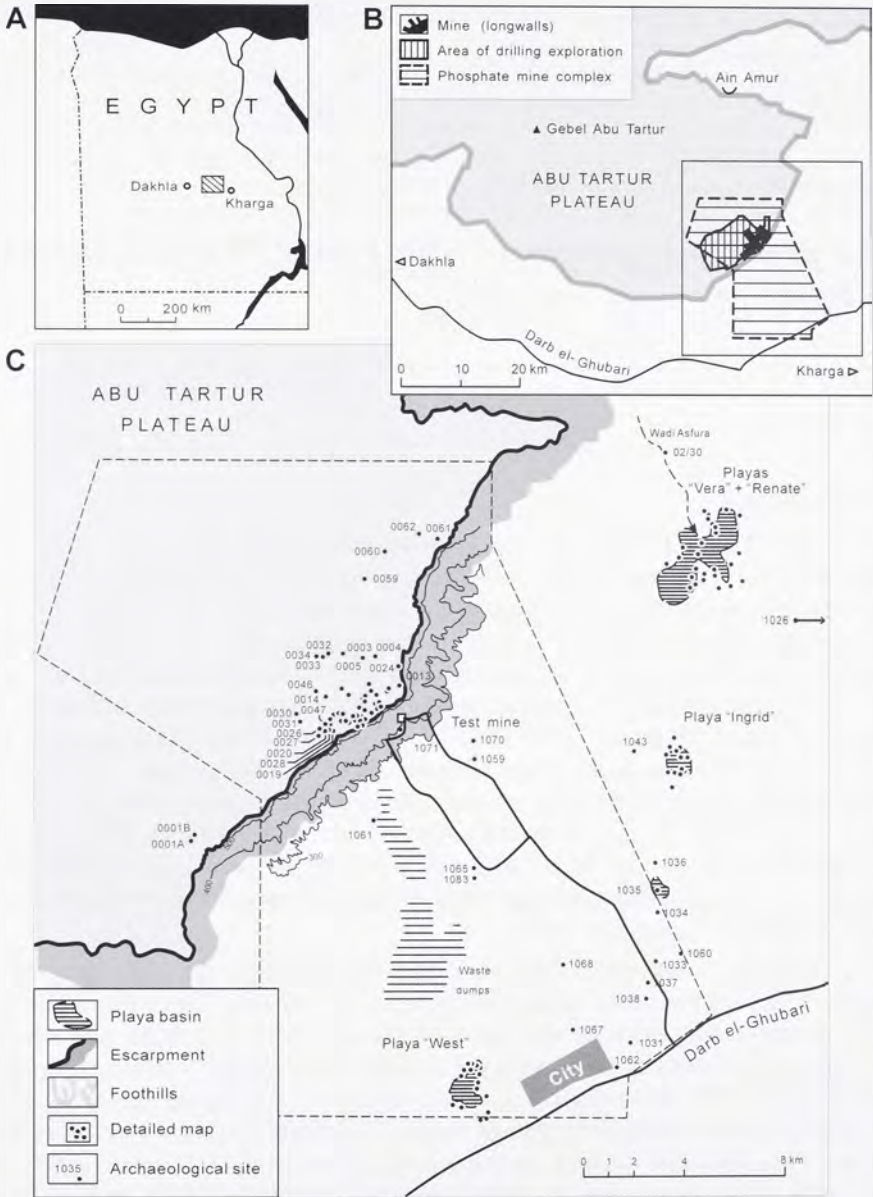 A
EGYPT
Dakhla
Kharga
0 200 km
B
Mine (longwalls)
Area of drilling exploration
Phosphate mine complex
Ain Amur
Gebel Abu Tartur
ABU TARTUR
PLATEAU
Dakhla
Darb el-Ghubari
0 10 20 km
Kharga
C
ABU TARTUR
PLATEAU
Wadi Asfura
02/30
Playas
"Vera" + "Renate"
0062
0061
0060
0059
1026
0032
0003
0004
0034
0033
0005
0024
0013
0046
0014
0030
0047
0031
0026
0027
0020
0028
0019
Test mine
1071
1070
1059
Playa "Ingrid"
1043
0001B
0001A
500
400
300
1061
1065
1083
1036
1035
1034
1060
1033
1068
1037
1038
Waste
dumps
1067
1031
1062
Darb el-Ghubari
City
Playa "West"
Playa basin
Escarpment
Foothills
Detailed map
1035
Archaeological site
0 1 2 4 8 km